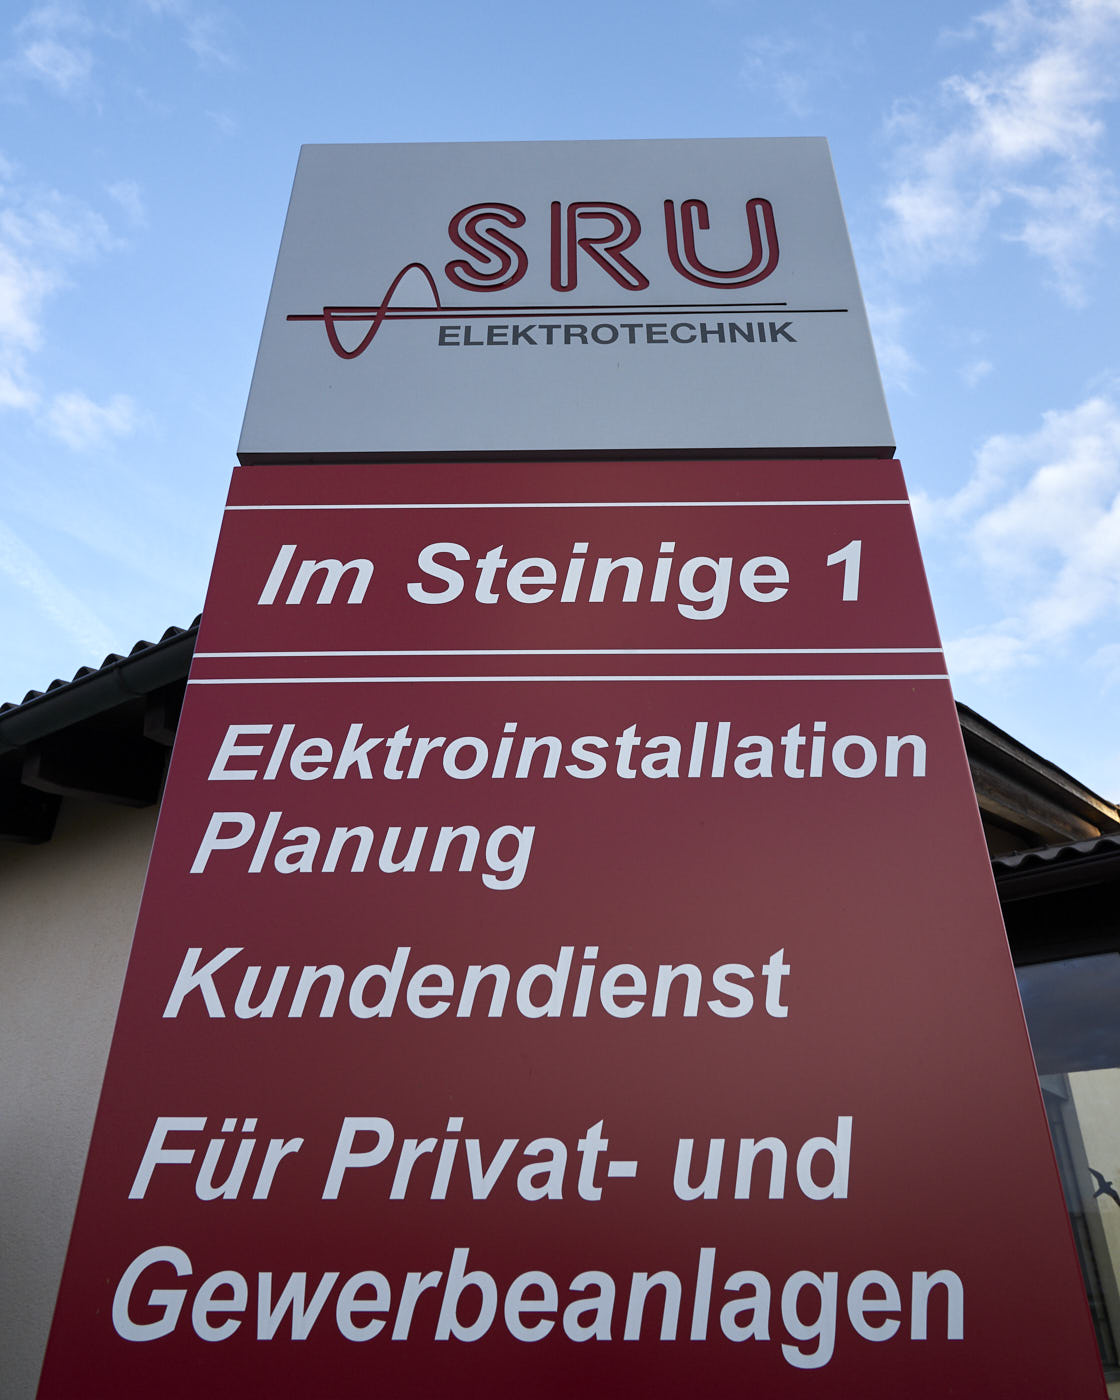 SRU
ELEKTROTECHNIK
Im Steinige 1
Elektroinstallation
Planung
Kundendienst
Für Privat- und
Gewerbeanlagen